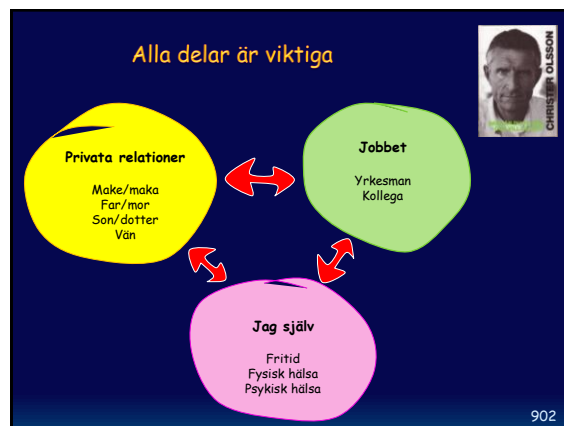 Alla delar är viktiga
CHRISTER OLSSON
Privata relationer
Make/maka
Far/mor
Son/dotter
Vän
Jobbet
Yrkesman
Kollega
Jag själv
Fritid
Fysisk hälsa
Psykisk hälsa
902